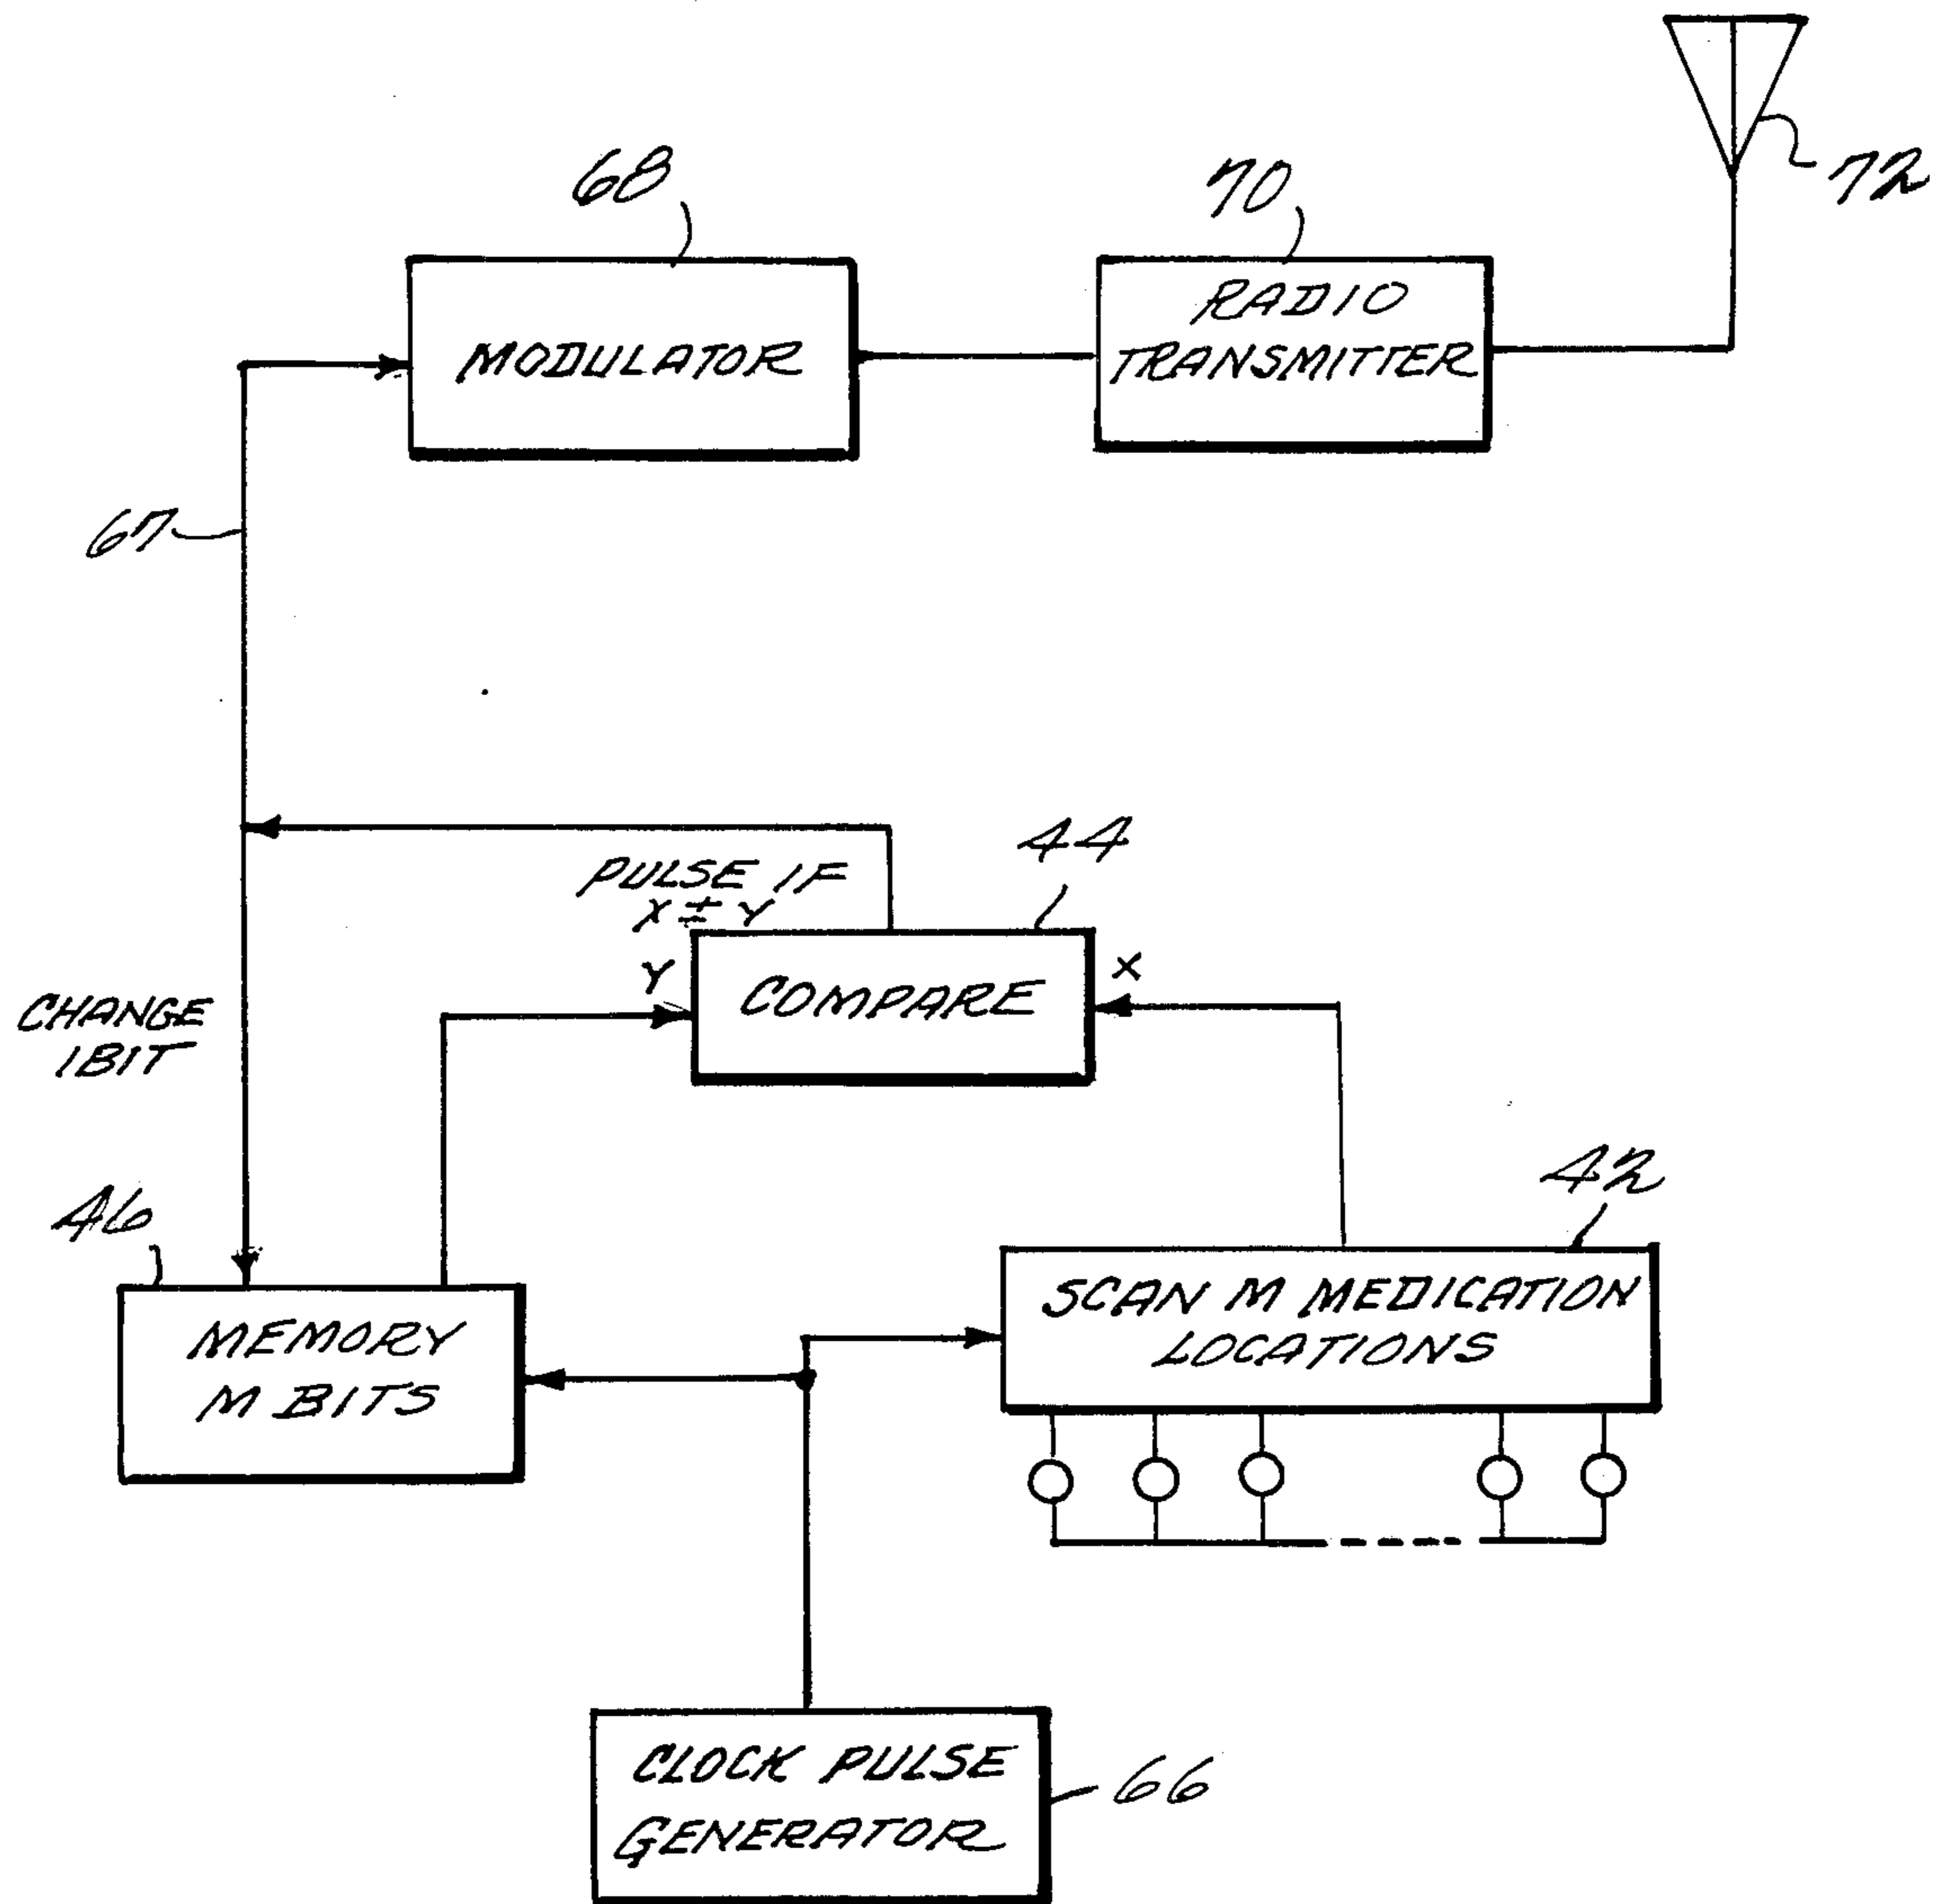 72
68
70
MODULATOR
RADIO
TRANSMITTER
67
44
PULSE IF
X ≠ Y
Y
X
COMPARE
CHANGE
1BIT
46
42
MEMORY
M BITS
SCAN M MEDICATION
LOCATIONS
CLOCK PULSE
GENERATOR
66